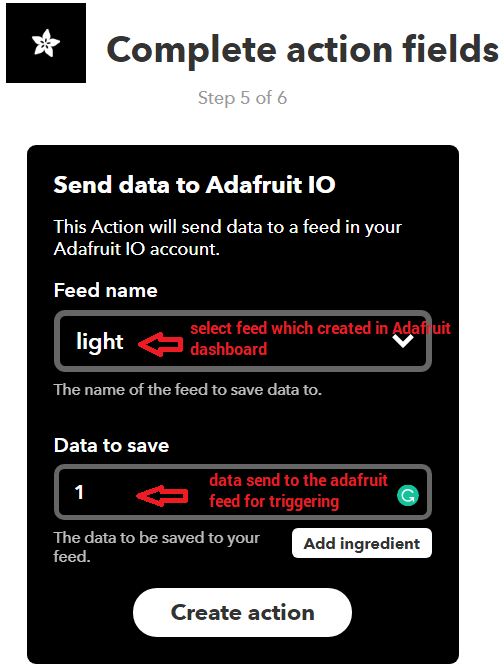 Complete action fields
Step 5 of 6
Send data to Adafruit IO
This Action will send data to a feed in your
Adafruit IO account.
Feed name
light
select feed which created in Adafruit
dashboard
The name of the feed to save data to.
Data to save
1
data send to the adafruit
feed for triggering
The data to be saved to your
feed.
Add ingredient
Create action